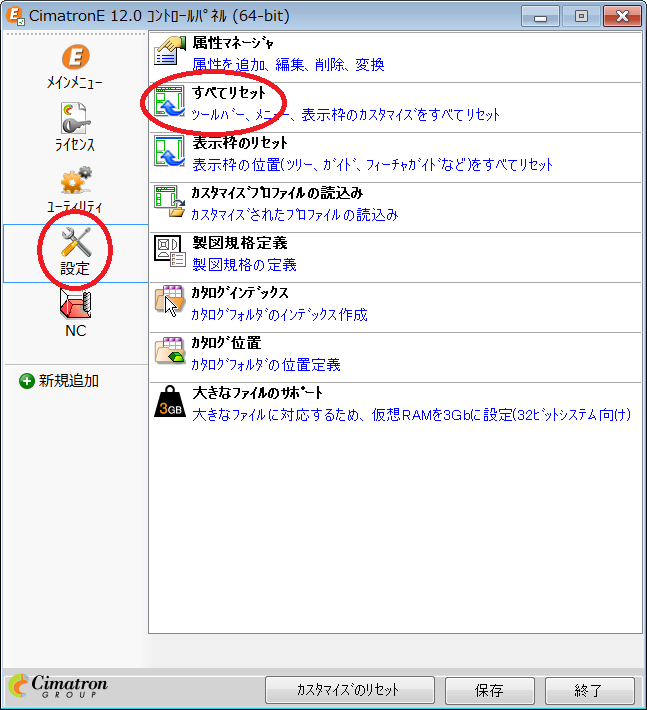 CimatronE 12.0 ｺﾝﾄﾛｰﾙﾊﾟﾈﾙ (64-bit)
ﾒｲﾝﾒﾆｭｰ
ﾗｲｾﾝｽ
ﾕｰﾃｨﾘﾃｨ
設定
NC
新規追加
属性ﾏﾈｰｼﾞｬ
属性を追加、編集、削除、変換
すべてﾘｾｯﾄ
ﾂｰﾙﾊﾞｰ、ﾒﾆｭｰ、表示枠のｶｽﾀﾏｲｽﾞをすべてﾘｾｯﾄ
表示枠のﾘｾｯﾄ
表示枠の位置(ﾂﾘｰ、ｶﾞｲﾄﾞ、ﾌｨｰﾁｬｶﾞｲﾄﾞなど)をすべてﾘｾｯﾄ
ｶｽﾀﾏｲｽﾞﾌﾟﾛﾌｧｲﾙの読込み
ｶｽﾀﾏｲｽﾞされたﾌﾟﾛﾌｧｲﾙの読込み
製図規格定義
製図規格の定義
ｶﾀﾛｸﾞｲﾝﾃﾞｯｸｽ
ｶﾀﾛｸﾞﾌｫﾙﾀﾞのｲﾝﾃﾞｯｸｽ作成
ｶﾀﾛｸﾞ位置
ｶﾀﾛｸﾞﾌｫﾙﾀﾞの位置定義
3GB
大きなﾌｧｲﾙのｻﾎﾟｰﾄ
大きなﾌｧｲﾙに対応するため、仮想RAMを3Gbに設定(32ﾋﾞｯﾄｼｽﾃﾑ向け)
Cimatron
GROUP
ｶｽﾀﾏｲｽﾞのﾘｾｯﾄ
保存
終了